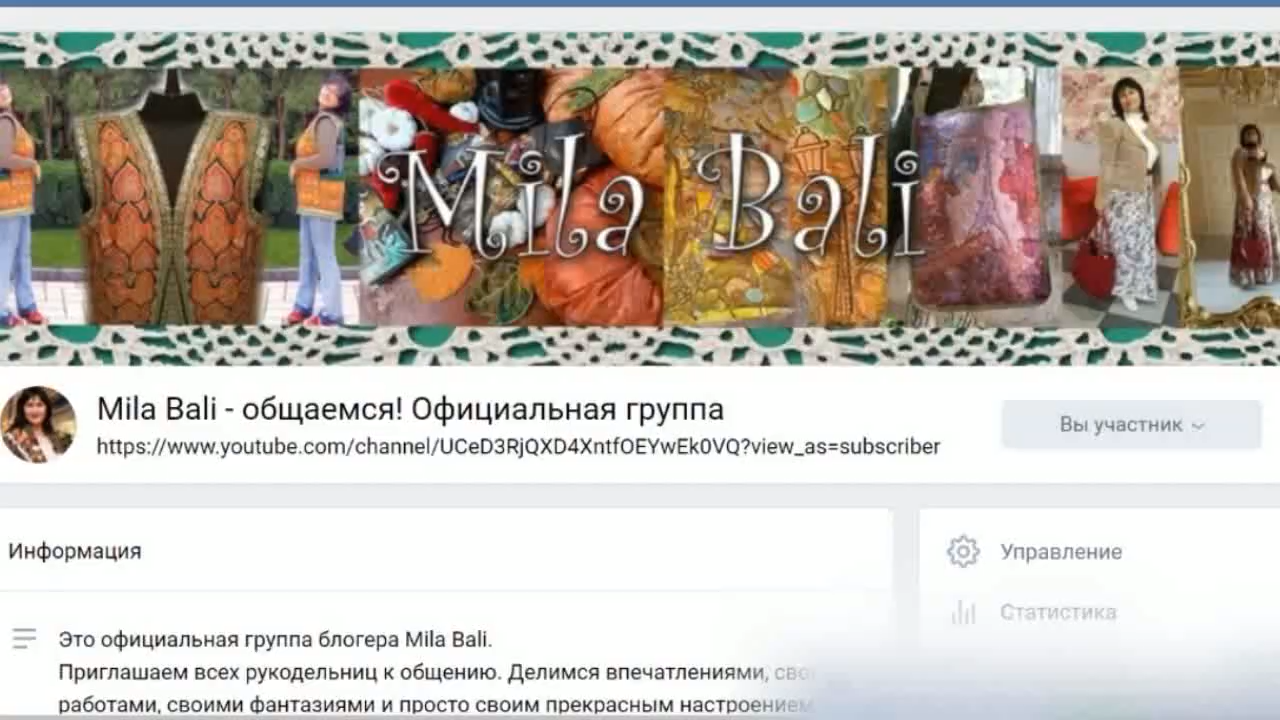 Mila Bali
Mila Bali - общаемся! Официальная группа
https://www.youtube.com/channel/UCeD3RjQXD4XntfOEYwEk0VQ?view_as=subscriber
Вы участник
Информация
Управление
Статистика
Это официальная группа блогера Mila Bali.
Приглашаем всех рукодельниц к общению. Делимся впечатлениями,
работами, своими фантазиями и просто своим прекрасным настроением